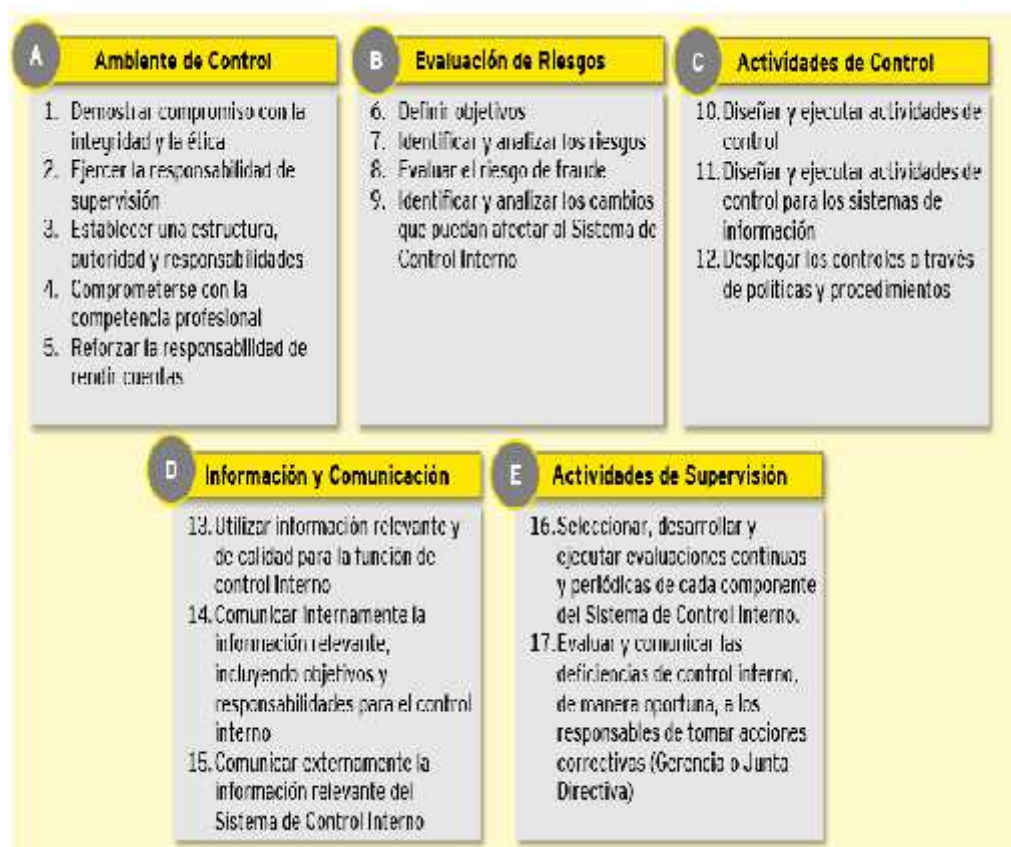 A
Ambiente de Control
1. Demostrar compromiso con la
integridad y la ética
2. Ejercer la responsabilidad de
supervisión
3. Establecer una estructura,
autoridad y responsabilidades
4. Comprometerse con la
competencia profesional
5. Reforzar la responsabilidad de
rendir cuentas
B
Evaluación de Riesgos
6. Definir objetivos
7. Identificar y analizar los riesgos
8. Evaluar el riesgo de fraude
9. Identificar y analizar los cambios
que puedan afectar al Sistema de
Control Interno
C
Actividades de Control
10. Diseñar y ejecutar actividades de
control
11. Diseñar y ejecutar actividades de
control para los sistemas de
información
12. Desplegar los controles a través
de políticas y procedimientos
D
Información y Comunicación
13. Utilizar información relevante y
de calidad para la función de
control Interno
14. Comunicar internamente la
información relevante,
incluyendo objetivos y
responsabilidades para el control
interno
15. Comunicar externamente la
información relevante del
Sistema de Control Interno
E
Actividades de Supervisión
16. Seleccionar, desarrollar y
ejecutar evaluaciones continuas
y periódicas de cada componente
del Sistema de Control Interno.
17. Evaluar y comunicar las
deficiencias de control interno,
de manera oportuna, a los
responsables de tomar acciones
correctivas (Gerencia o Junta
Directiva)